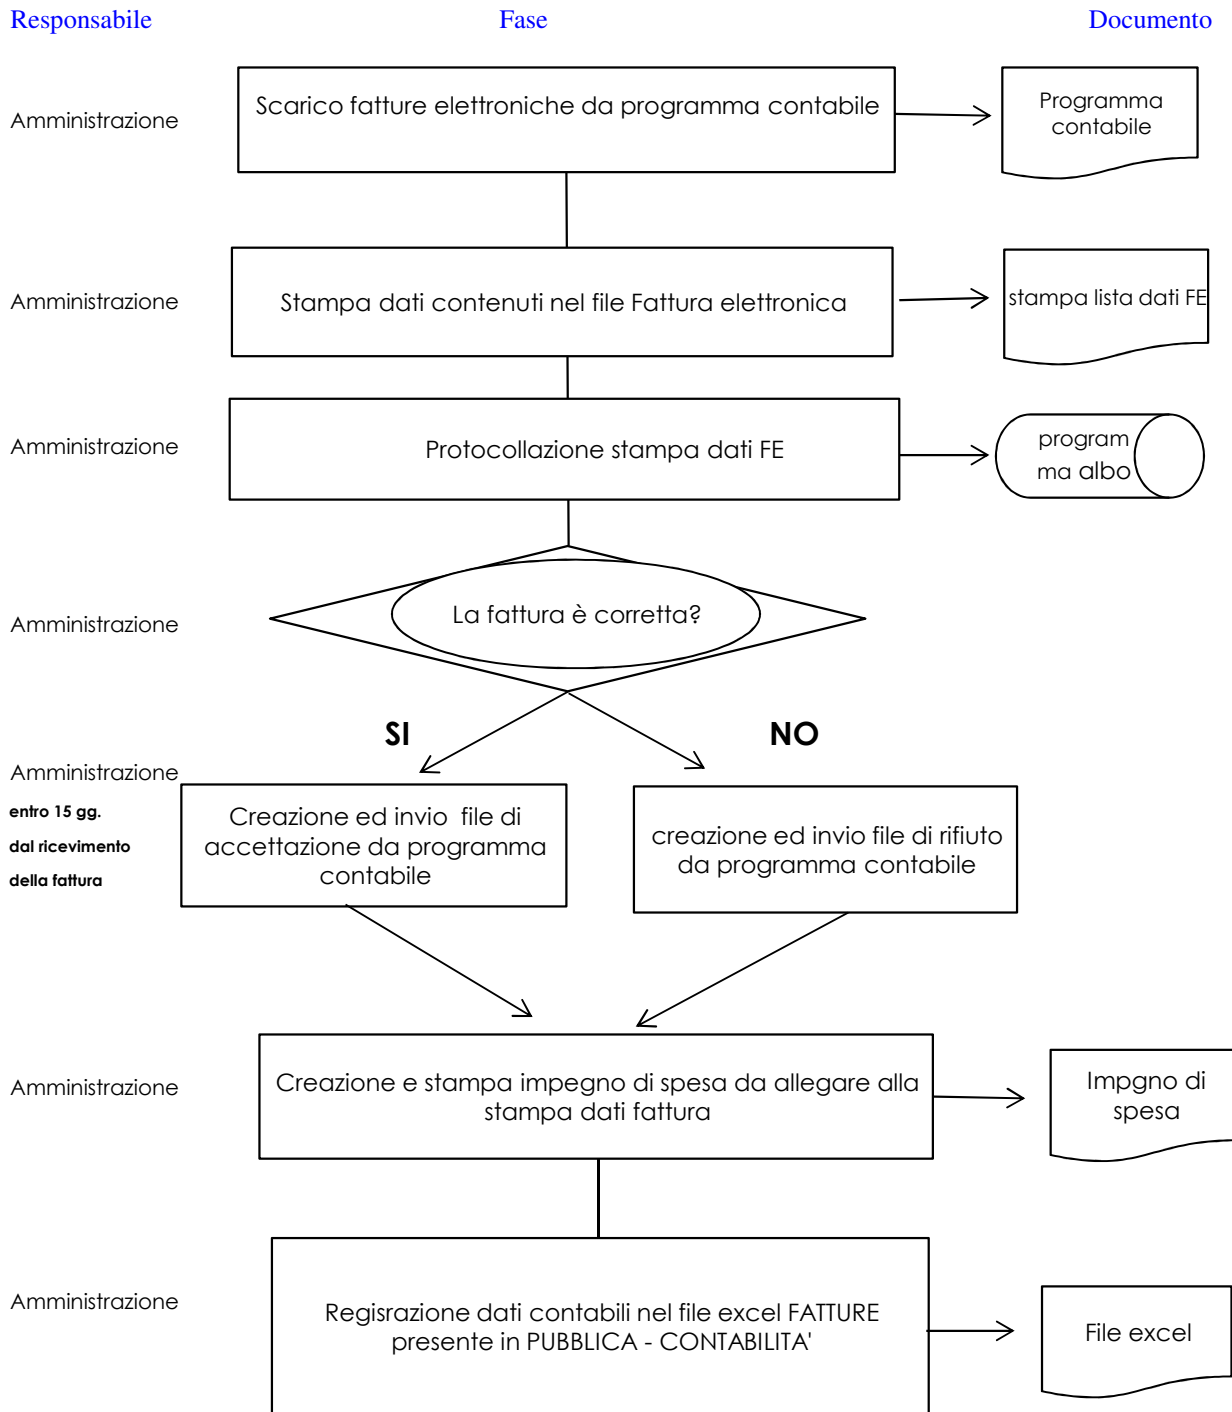 Responsabile Fase Documento
Amministrazione
Scarico fatture elettroniche da programma contabile
Programma
contabile
Amministrazione
Stampa dati contenuti nel file Fattura elettronica
stampa lista dati FE
Amministrazione
Protocollazione stampa dati FE
program
ma albo
Amministrazione
La fattura è corretta?
SI
NO
Amministrazione
entro 15 gg.
dal ricevimento
della fattura
Creazione ed invio file di
accettazione da programma
contabile
creazione ed invio file di rifiuto
da programma contabile
Amministrazione
Creazione e stampa impegno di spesa da allegare alla
stampa dati fattura
Impgno di
spesa
Amministrazione
Regisrazione dati contabili nel file excel FATTURE
presente in PUBBLICA - CONTABILITA'
File excel